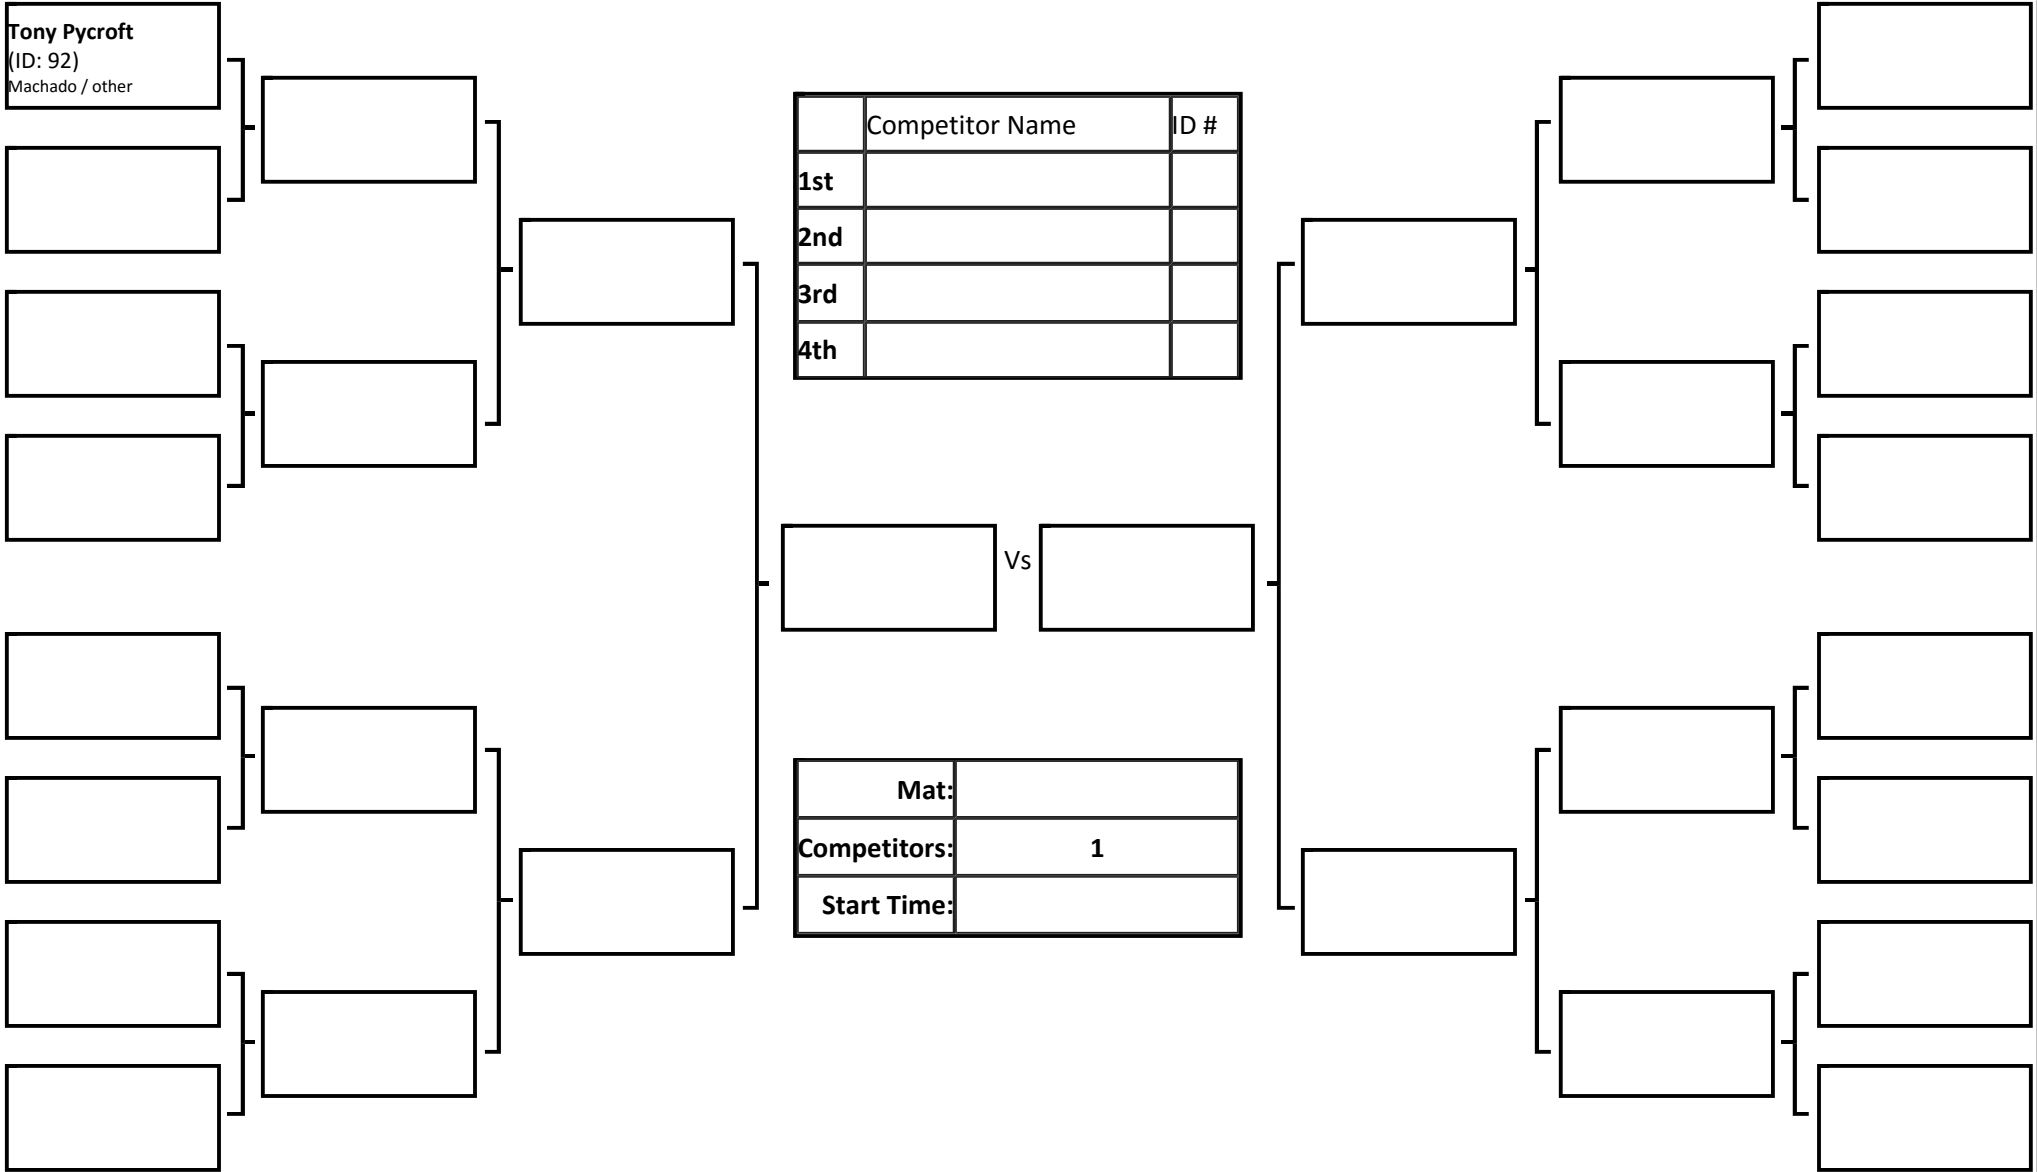 Tony Pycroft
(ID: 92)
Machado / other
Competitor Name ID #
1st
2nd
3rd
4th
Vs
Mat:
Competitors: 1
Start Time: